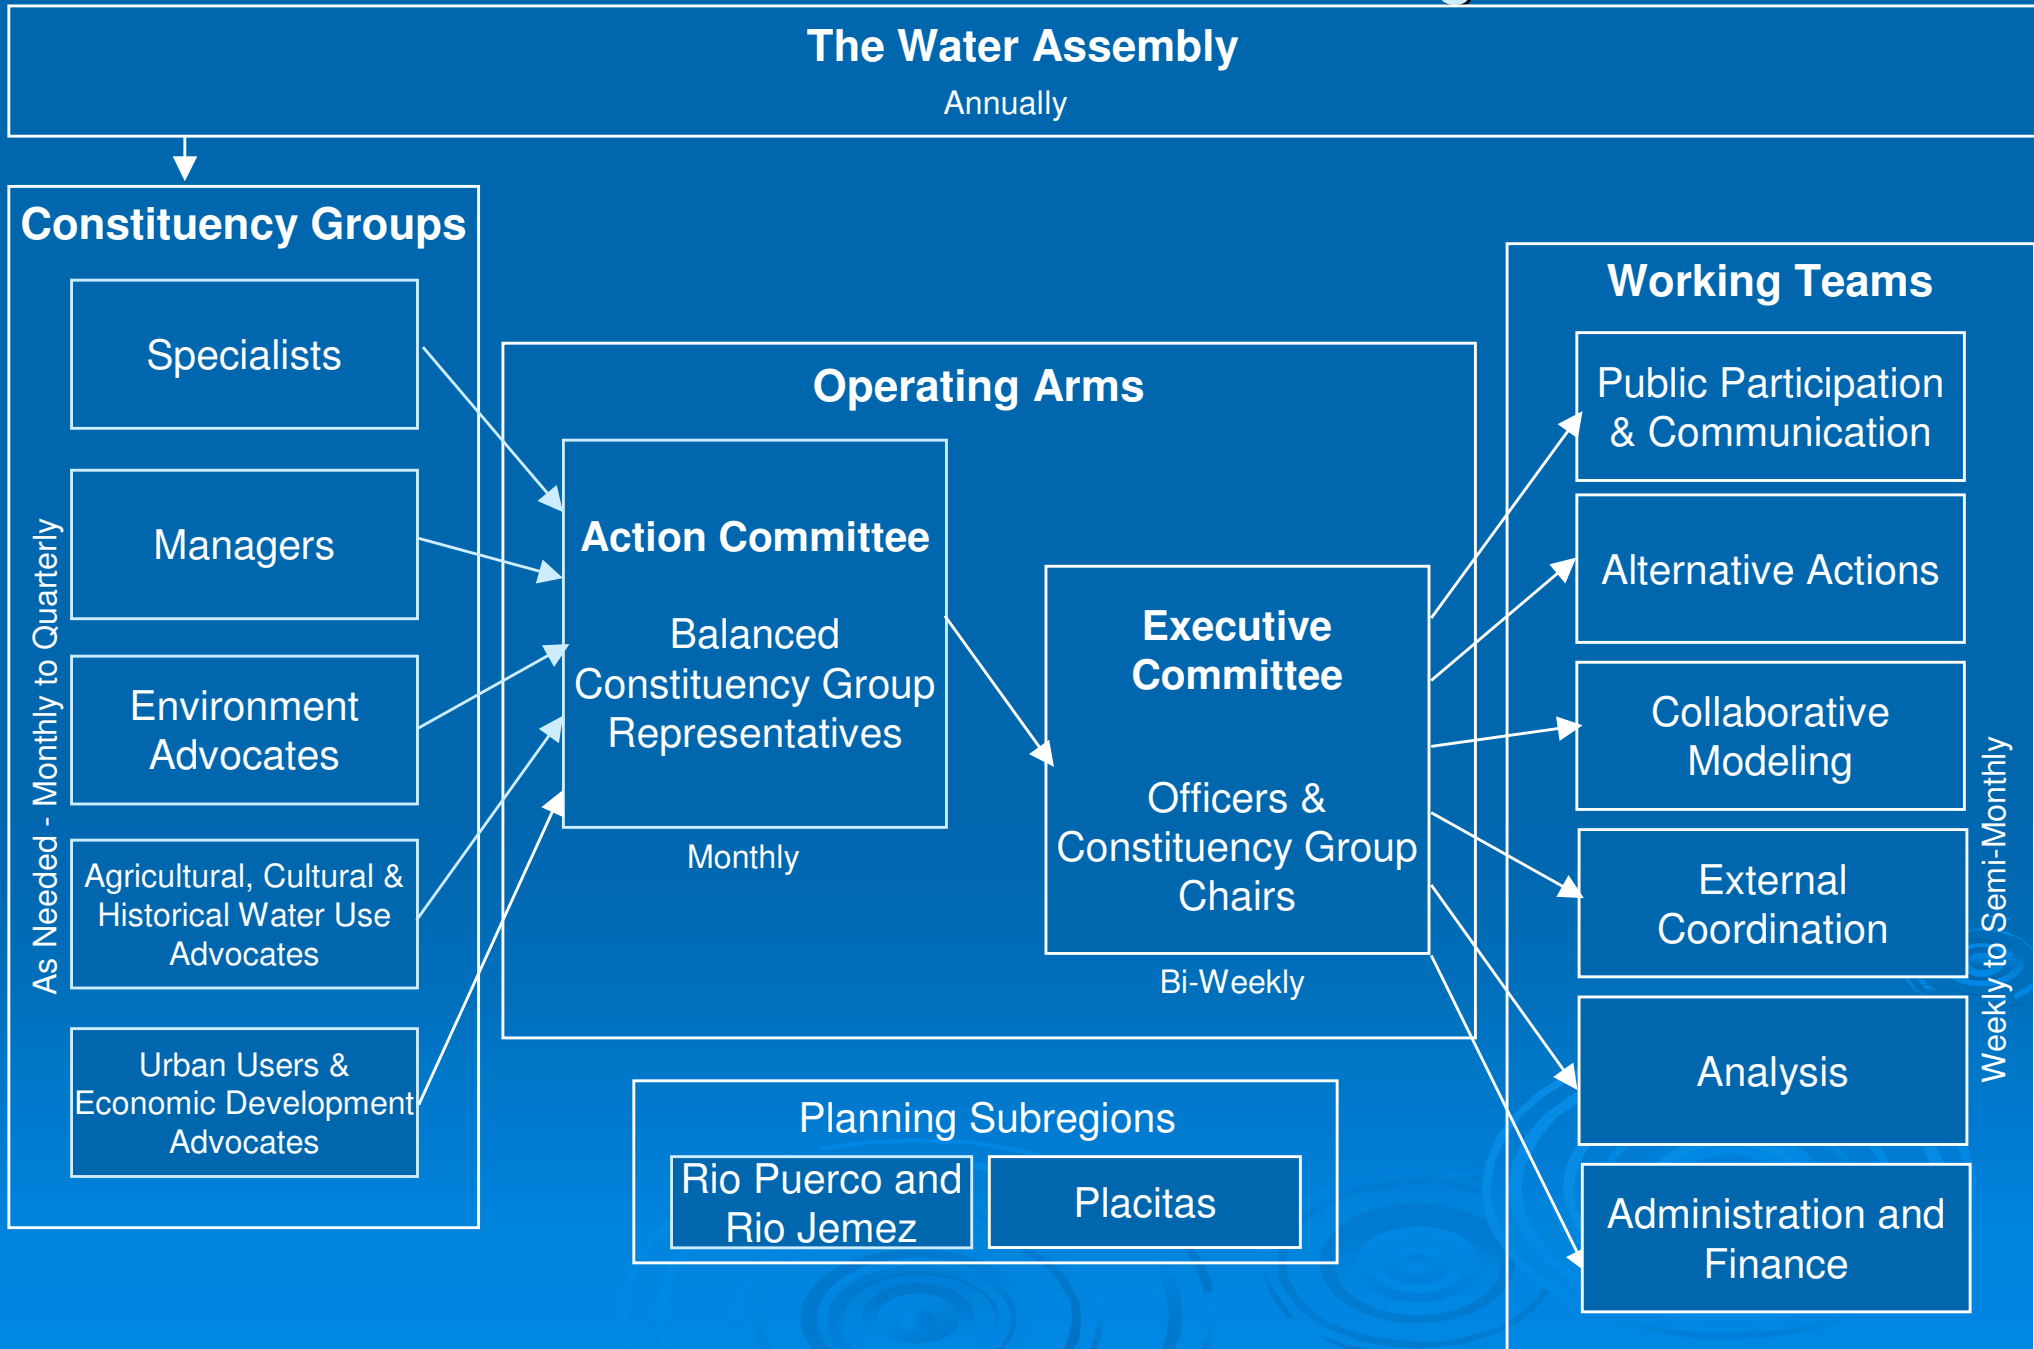 The Water Assembly
Annually
Constituency Groups
Specialists
Managers
Environment
Advocates
Agricultural, Cultural &
Historical Water Use
Advocates
Urban Users &
Economic Development
Advocates
As Needed - Monthly to Quarterly
Operating Arms
Action Committee
Balanced
Constituency Group
Representatives
Monthly
Executive
Committee
Officers &
Constituency Group
Chairs
Bi-Weekly
Planning Subregions
Rio Puerco and
Rio Jemez
Placitas
Working Teams
Public Participation
& Communication
Alternative Actions
Collaborative
Modeling
External
Coordination
Analysis
Administration and
Finance
Weekly to Semi-Monthly